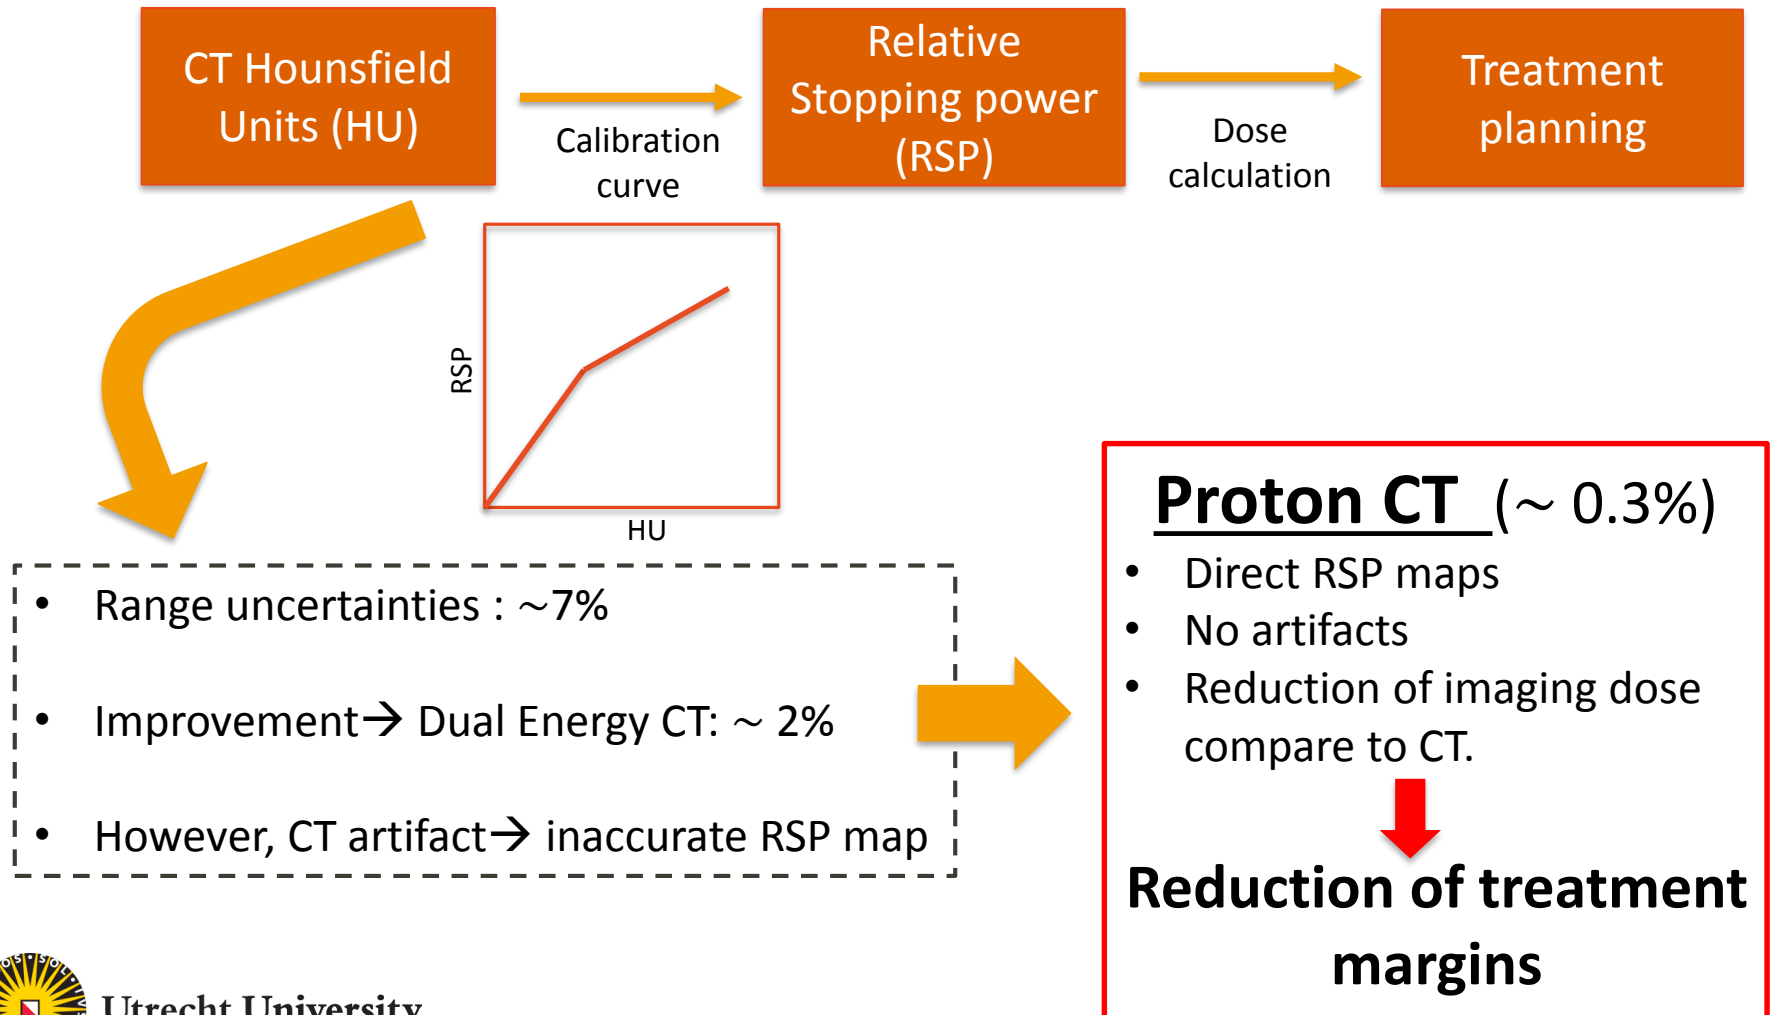 CT Hounsfield
Units (HU)
Calibration
curve
Relative
Stopping power
(RSP)
Dose
calculation
Treatment
planning
RSP
HU
• Range uncertainties : ~7%
• Improvement→ Dual Energy CT: ~ 2%
• However, CT artifact→ inaccurate RSP map
Proton CT (~ 0.3%)
• Direct RSP maps
• No artifacts
• Reduction of imaging dose
compare to CT.
Reduction of treatment
margins
Utrecht University